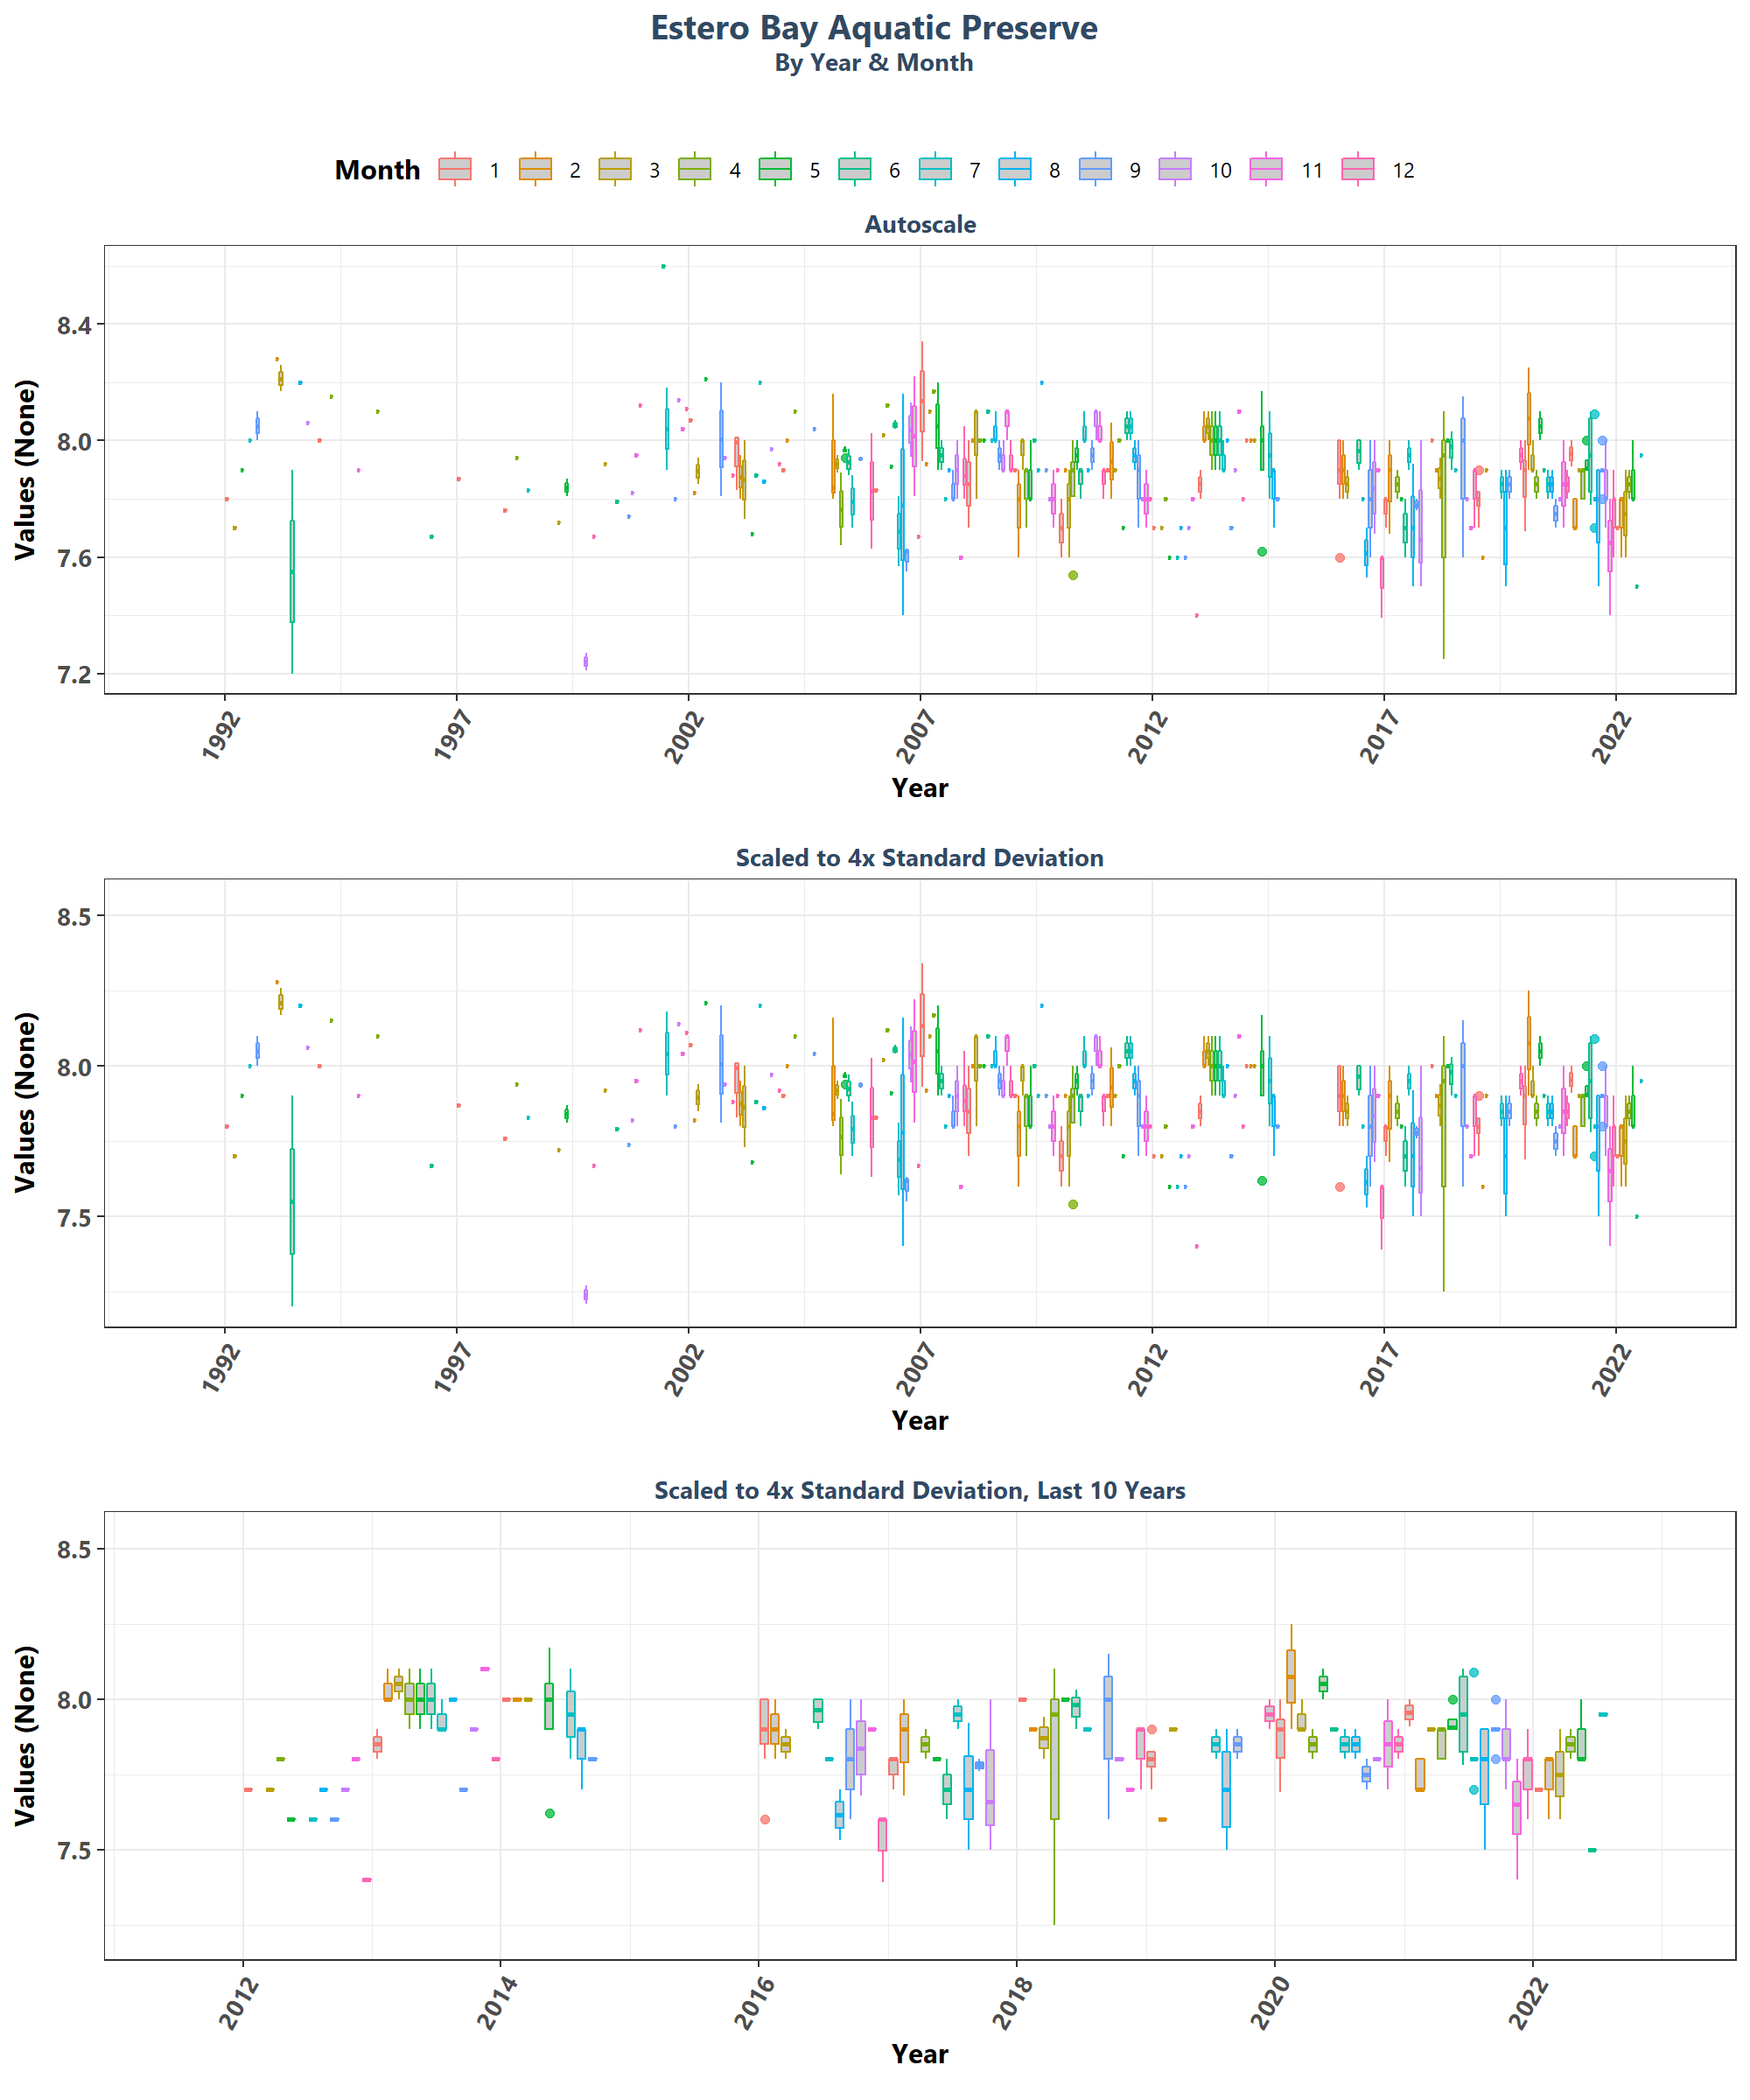 Estero Bay Aquatic Preserve
By Year & Month
Month 1 2 3 4 5 6 7 8 9 10 11 12
Autoscale
Values (None)
8.4
8.0
7.6
7.2
1992 1997 2002 2007 2012 2017 2022
Year
Scaled to 4x Standard Deviation
Values (None)
8.5
8.0
7.5
1992 1997 2002 2007 2012 2017 2022
Year
Scaled to 4x Standard Deviation, Last 10 Years
Values (None)
8.5
8.0
7.5
2012 2014 2016 2018 2020 2022
Year